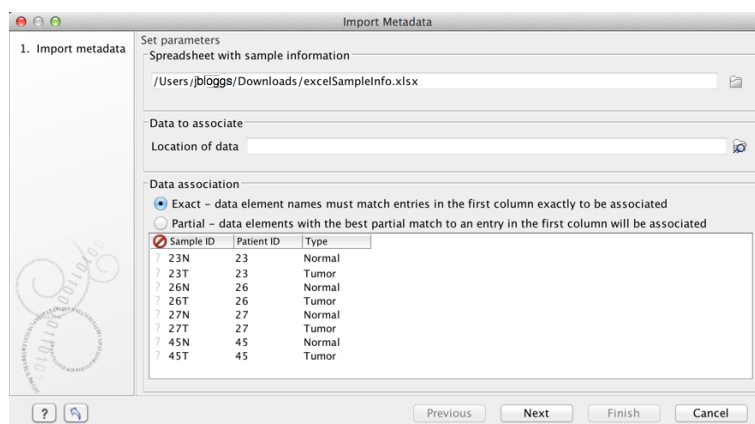 Import Metadata
1. Import metadata
Set parameters
Spreadsheet with sample information
/Users/jbloggs/Downloads/excelSampleInfo.xlsx
Data to associate
Location of data
Data association
Exact – data element names must match entries in the first column exactly to be associated
Partial – data elements with the best partial match to an entry in the first column will be associated
Sample ID Patient ID Type
? 23N 23 Normal
? 23T 23 Tumor
? 26N 26 Normal
? 26T 26 Tumor
? 27N 27 Normal
? 27T 27 Tumor
? 45N 45 Normal
? 45T 45 Tumor
? Previous Next Finish Cancel